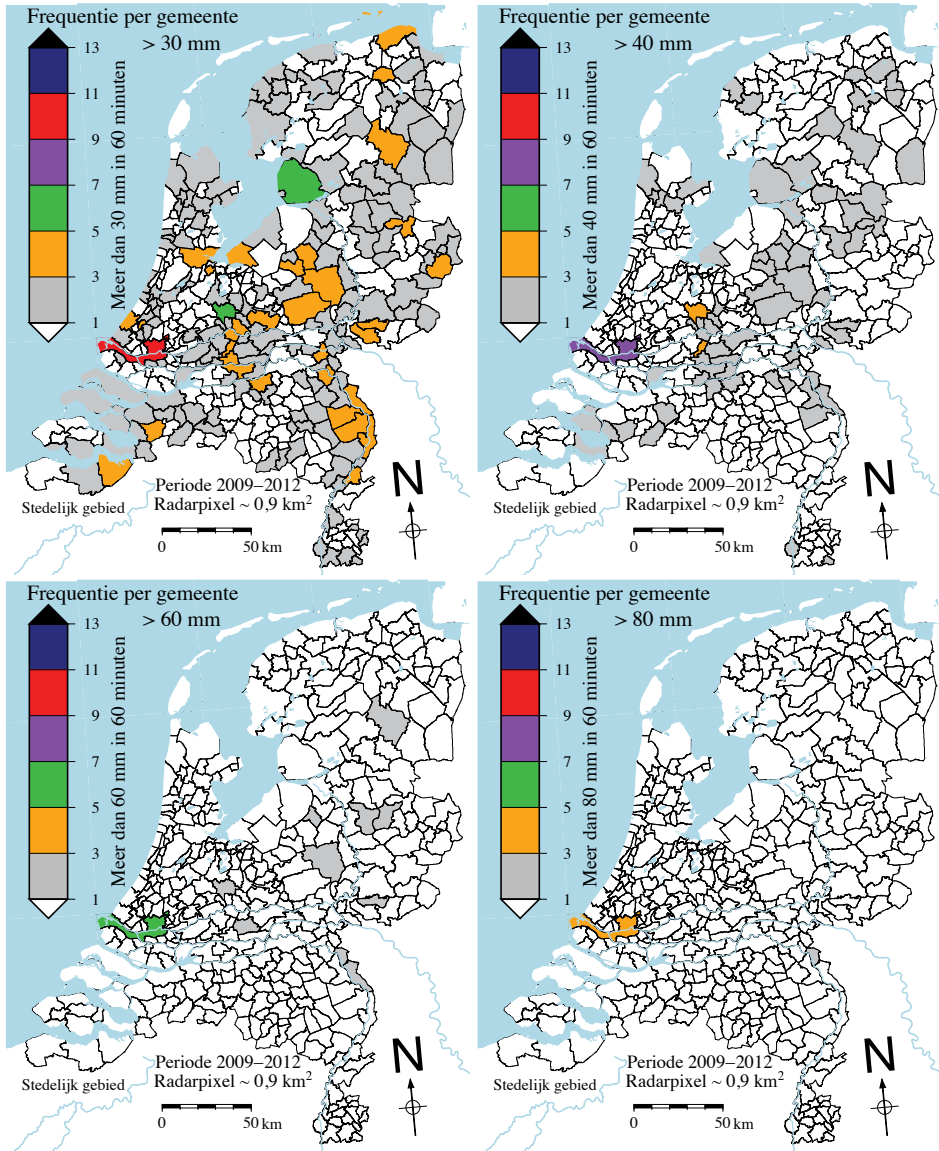 Frequentie per gemeente
> 30 mm
13
11
9
7
5
3
1
Meer dan 30 mm in 60 minuten
Periode 2009–2012
Radarpixel ~ 0,9 km²
Stedelijk gebied
0 50 km
N
Frequentie per gemeente
> 40 mm
13
11
9
7
5
3
1
Meer dan 40 mm in 60 minuten
Periode 2009–2012
Radarpixel ~ 0,9 km²
Stedelijk gebied
0 50 km
N
Frequentie per gemeente
> 60 mm
13
11
9
7
5
3
1
Meer dan 60 mm in 60 minuten
Periode 2009–2012
Radarpixel ~ 0,9 km²
Stedelijk gebied
0 50 km
N
Frequentie per gemeente
> 80 mm
13
11
9
7
5
3
1
Meer dan 80 mm in 60 minuten
Periode 2009–2012
Radarpixel ~ 0,9 km²
Stedelijk gebied
0 50 km
N